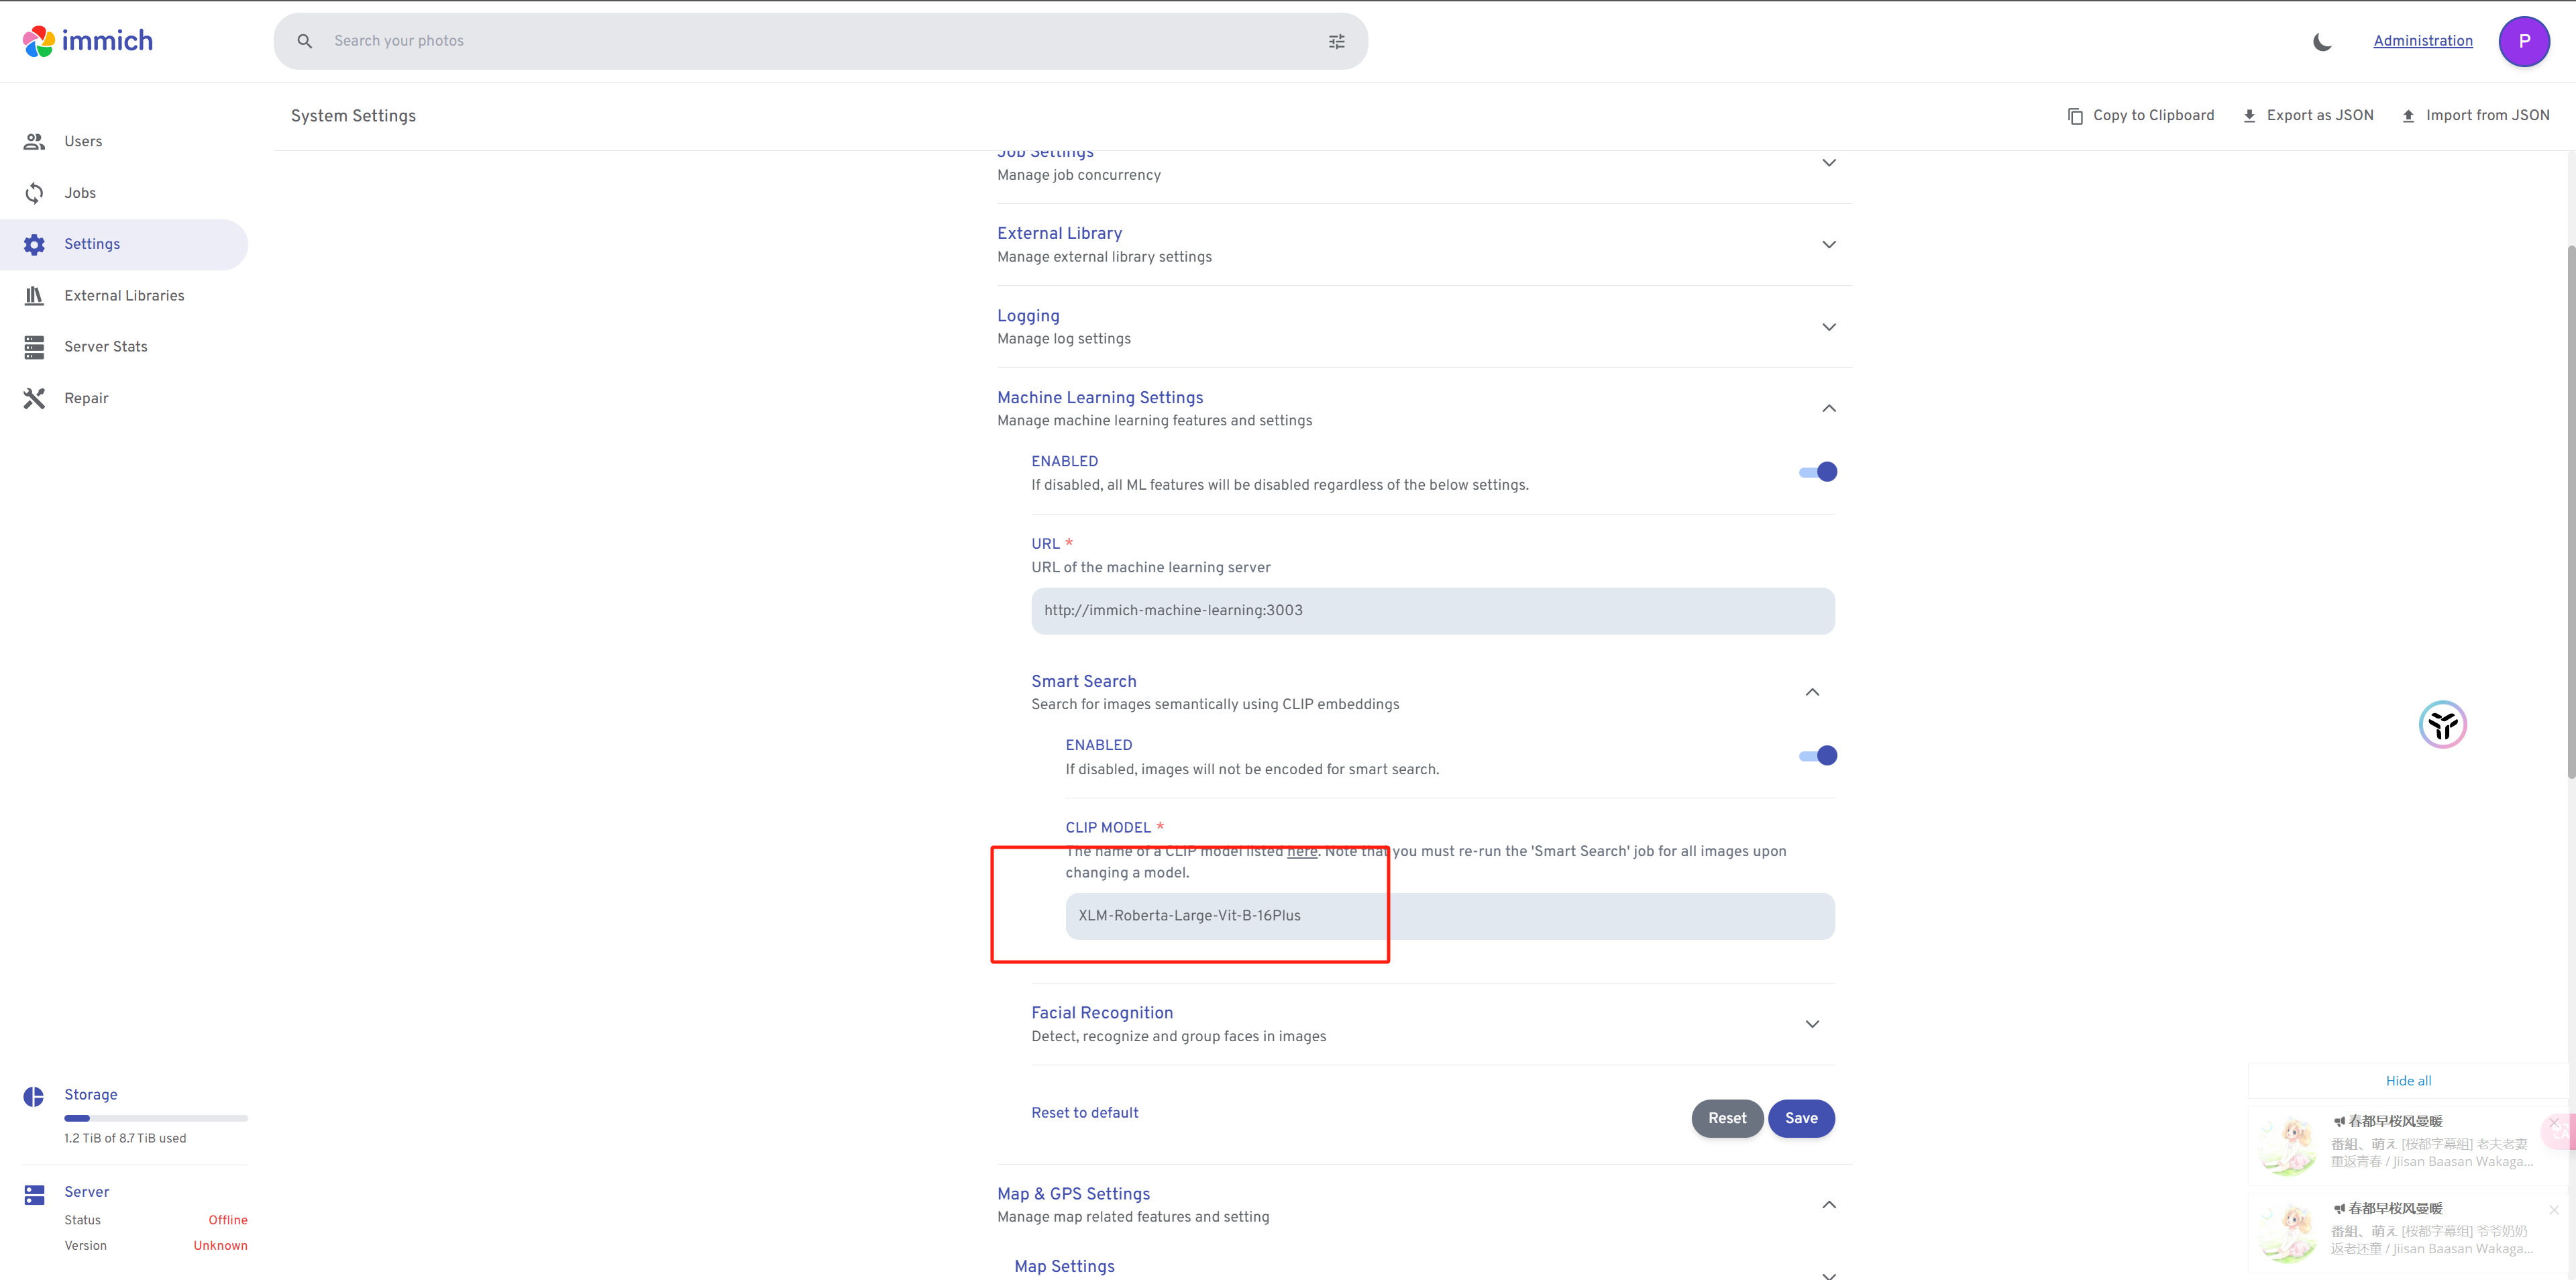 immich
Search your photos
Administration
P
System Settings
Copy to Clipboard
Export as JSON
Import from JSON
Users
Jobs
Settings
External Libraries
Server Stats
Repair
Job Settings
Manage job concurrency
External Library
Manage external library settings
Logging
Manage log settings
Machine Learning Settings
Manage machine learning features and settings
ENABLED
If disabled, all ML features will be disabled regardless of the below settings.
URL *
URL of the machine learning server
http://immich-machine-learning:3003
Smart Search
Search for images semantically using CLIP embeddings
ENABLED
If disabled, images will not be encoded for smart search.
CLIP MODEL *
The name of a CLIP model listed here. Note that you must re-run the 'Smart Search' job for all images upon
changing a model.
XLM-Roberta-Large-Vit-B-16Plus
Facial Recognition
Detect, recognize and group faces in images
Reset to default
Reset
Save
Map & GPS Settings
Manage map related features and setting
Map Settings
Storage
1.2 TiB of 8.7 TiB used
Server
Status
Offline
Version
Unknown
Hide all
春都早桜风曼暖
番組、萌え [桜都字幕组] 老夫老妻
重返青春 / Jiisan Baasan Wakaga...
春都早桜风曼暖
番組、萌え [桜都字幕组] 爷爷奶奶
返老还童 / Jiisan Baasan Wakaga...